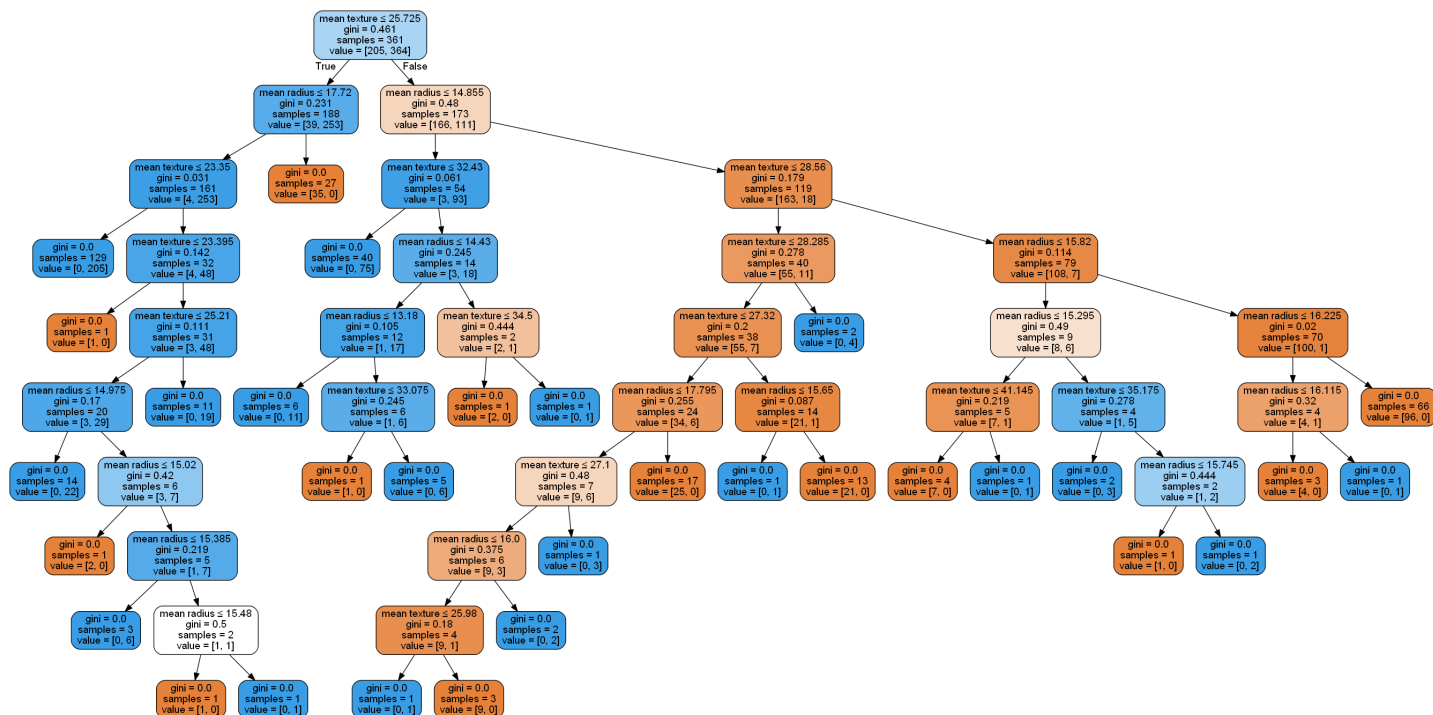 mean texture ≤ 25.725
gini = 0.461
samples = 361
value = [205, 364]
True
False
mean radius ≤ 17.72
gini = 0.231
samples = 188
value = [39, 253]
mean radius ≤ 14.855
gini = 0.48
samples = 173
value = [166, 111]
mean texture ≤ 23.35
gini = 0.031
samples = 161
value = [4, 253]
gini = 0.0
samples = 27
value = [35, 0]
mean texture ≤ 32.43
gini = 0.061
samples = 54
value = [3, 93]
mean texture ≤ 28.56
gini = 0.179
samples = 119
value = [163, 18]
gini = 0.0
samples = 129
value = [0, 205]
mean texture ≤ 23.395
gini = 0.142
samples = 32
value = [4, 48]
gini = 0.0
samples = 40
value = [0, 75]
mean radius ≤ 14.43
gini = 0.245
samples = 14
value = [3, 18]
mean texture ≤ 28.285
gini = 0.278
samples = 40
value = [55, 11]
mean radius ≤ 15.82
gini = 0.114
samples = 79
value = [108, 7]
gini = 0.0
samples = 1
value = [1, 0]
mean texture ≤ 25.21
gini = 0.111
samples = 31
value = [3, 48]
mean radius ≤ 13.18
gini = 0.105
samples = 12
value = [1, 17]
mean texture ≤ 34.5
gini = 0.444
samples = 2
value = [2, 1]
mean texture ≤ 27.32
gini = 0.2
samples = 38
value = [55, 7]
gini = 0.0
samples = 2
value = [0, 4]
mean radius ≤ 15.295
gini = 0.49
samples = 9
value = [8, 6]
mean radius ≤ 16.225
gini = 0.02
samples = 70
value = [100, 1]
mean radius ≤ 14.975
gini = 0.17
samples = 20
value = [3, 29]
gini = 0.0
samples = 11
value = [0, 19]
gini = 0.0
samples = 6
value = [0, 11]
mean texture ≤ 33.075
gini = 0.245
samples = 6
value = [1, 6]
gini = 0.0
samples = 1
value = [2, 0]
gini = 0.0
samples = 1
value = [0, 1]
mean radius ≤ 17.795
gini = 0.255
samples = 24
value = [34, 6]
mean radius ≤ 15.65
gini = 0.087
samples = 14
value = [21, 1]
mean texture ≤ 41.145
gini = 0.219
samples = 5
value = [7, 1]
mean texture ≤ 35.175
gini = 0.278
samples = 4
value = [1, 5]
mean radius ≤ 16.115
gini = 0.32
samples = 4
value = [4, 1]
gini = 0.0
samples = 66
value = [96, 0]
gini = 0.0
samples = 14
value = [0, 22]
mean radius ≤ 15.02
gini = 0.42
samples = 6
value = [3, 7]
gini = 0.0
samples = 1
value = [1, 0]
gini = 0.0
samples = 5
value = [0, 6]
mean texture ≤ 27.1
gini = 0.48
samples = 7
value = [9, 6]
gini = 0.0
samples = 17
value = [25, 0]
gini = 0.0
samples = 1
value = [0, 1]
gini = 0.0
samples = 13
value = [21, 0]
gini = 0.0
samples = 4
value = [7, 0]
gini = 0.0
samples = 1
value = [0, 1]
gini = 0.0
samples = 2
value = [0, 3]
mean radius ≤ 15.745
gini = 0.444
samples = 2
value = [1, 2]
gini = 0.0
samples = 3
value = [4, 0]
gini = 0.0
samples = 1
value = [0, 1]
gini = 0.0
samples = 1
value = [2, 0]
mean radius ≤ 15.385
gini = 0.219
samples = 5
value = [1, 7]
mean radius ≤ 16.0
gini = 0.375
samples = 6
value = [9, 3]
gini = 0.0
samples = 1
value = [0, 3]
gini = 0.0
samples = 1
value = [1, 0]
gini = 0.0
samples = 1
value = [0, 2]
gini = 0.0
samples = 3
value = [0, 6]
mean radius ≤ 15.48
gini = 0.5
samples = 2
value = [1, 1]
mean texture ≤ 25.98
gini = 0.18
samples = 4
value = [9, 1]
gini = 0.0
samples = 2
value = [0, 2]
gini = 0.0
samples = 1
value = [1, 0]
gini = 0.0
samples = 1
value = [0, 1]
gini = 0.0
samples = 1
value = [0, 1]
gini = 0.0
samples = 3
value = [9, 0]